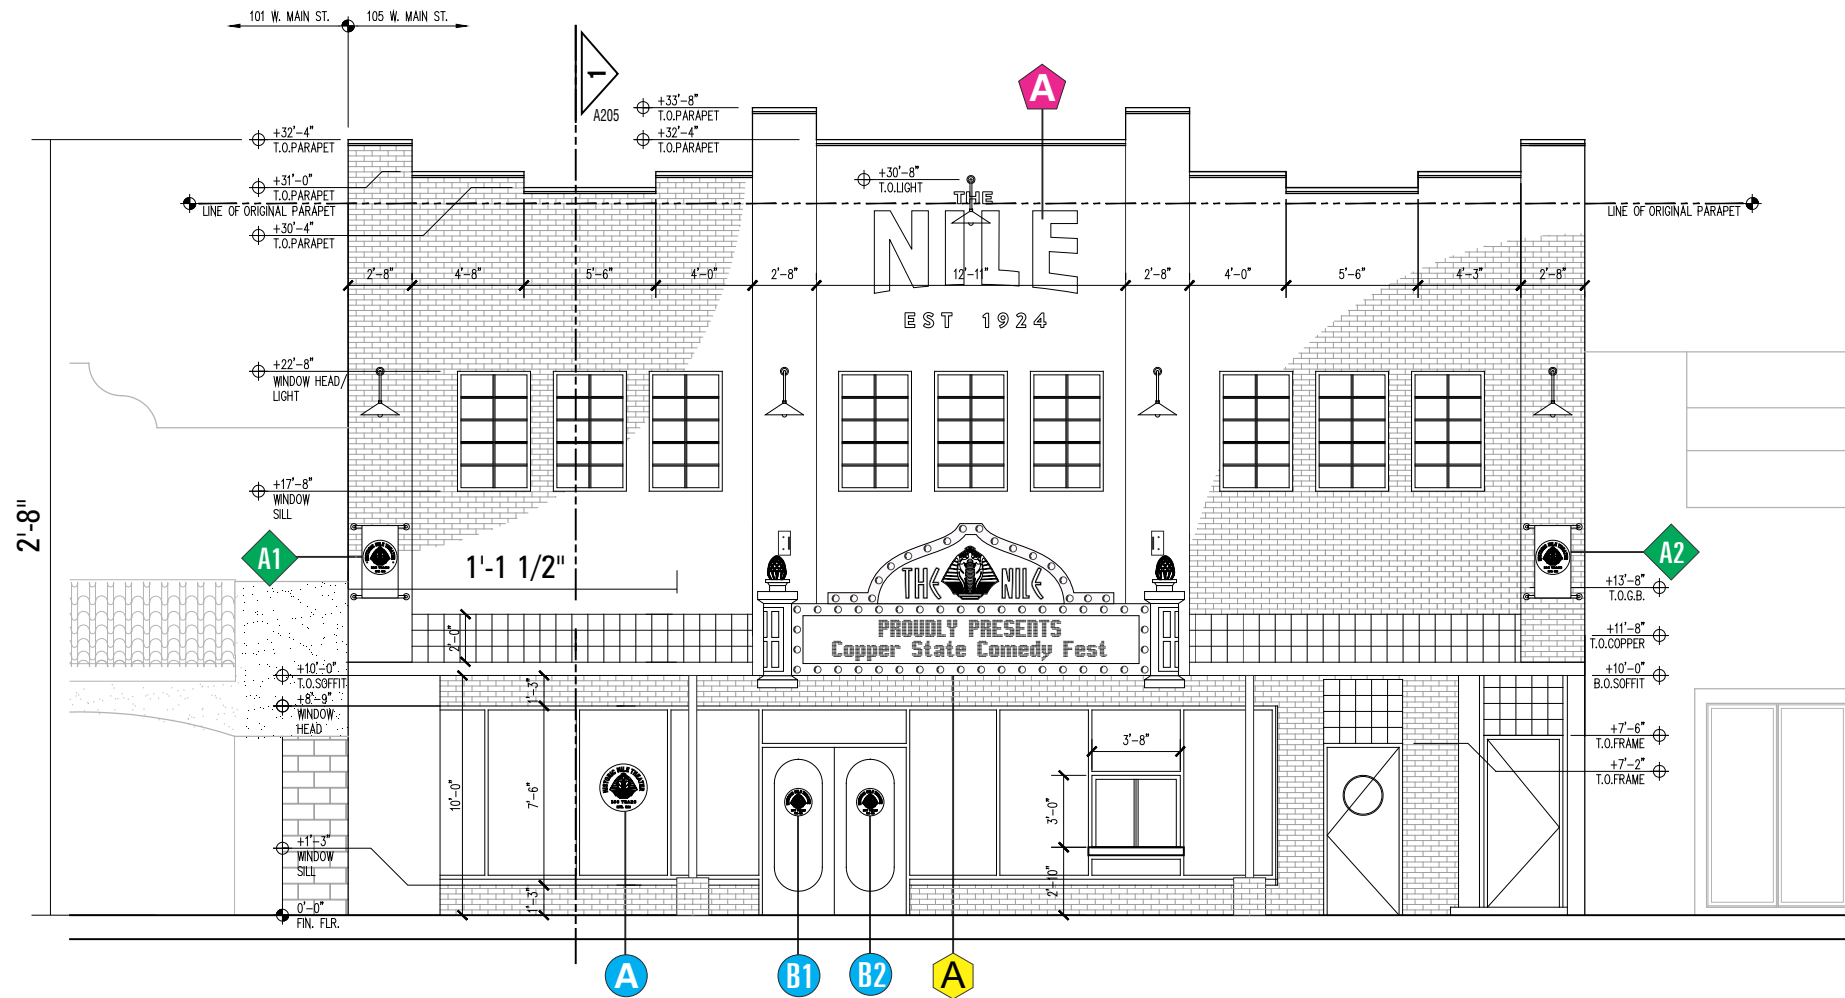 101 W. MAIN ST.
105 W. MAIN ST.
1
A205
A
+33'-8"
T.O.PARAPET
+32'-4"
T.O.PARAPET
+32'-4"
T.O.PARAPET
+31'-0"
T.O.PARAPET
+30'-8"
T.O.LIGHT
LINE OF ORIGINAL PARAPET
LINE OF ORIGINAL PARAPET
+30'-4"
T.O.PARAPET
THE
NILE
EST 1924
2'-8"
4'-8"
5'-6"
4'-0"
2'-8"
12'-11"
2'-8"
4'-0"
5'-6"
4'-3"
2'-8"
+22'-8"
WINDOW HEAD/
LIGHT
+17'-8"
WINDOW
SILL
2'-8"
A1
1'-1 1/2"
A2
THE NILE
PROUDLY PRESENTS
Copper State Comedy Fest
+13'-8"
T.O.G.B.
+11'-8"
T.O.COPPER
+10'-0"
B.O.SOFFIT
2'-0"
+10'-0"
T.O.SOFFIT
+8'-9"
WINDOW
HEAD
1'-3"
+7'-6"
T.O.FRAME
+7'-2"
T.O.FRAME
3'-8"
10'-0"
7'-6"
3'-0"
HISTORIC NILE THEATER
100 YEARS
+1'-3"
WINDOW
SILL
1'-3"
2'-10"
0'-0"
FIN. FLR.
A
B1
B2
A